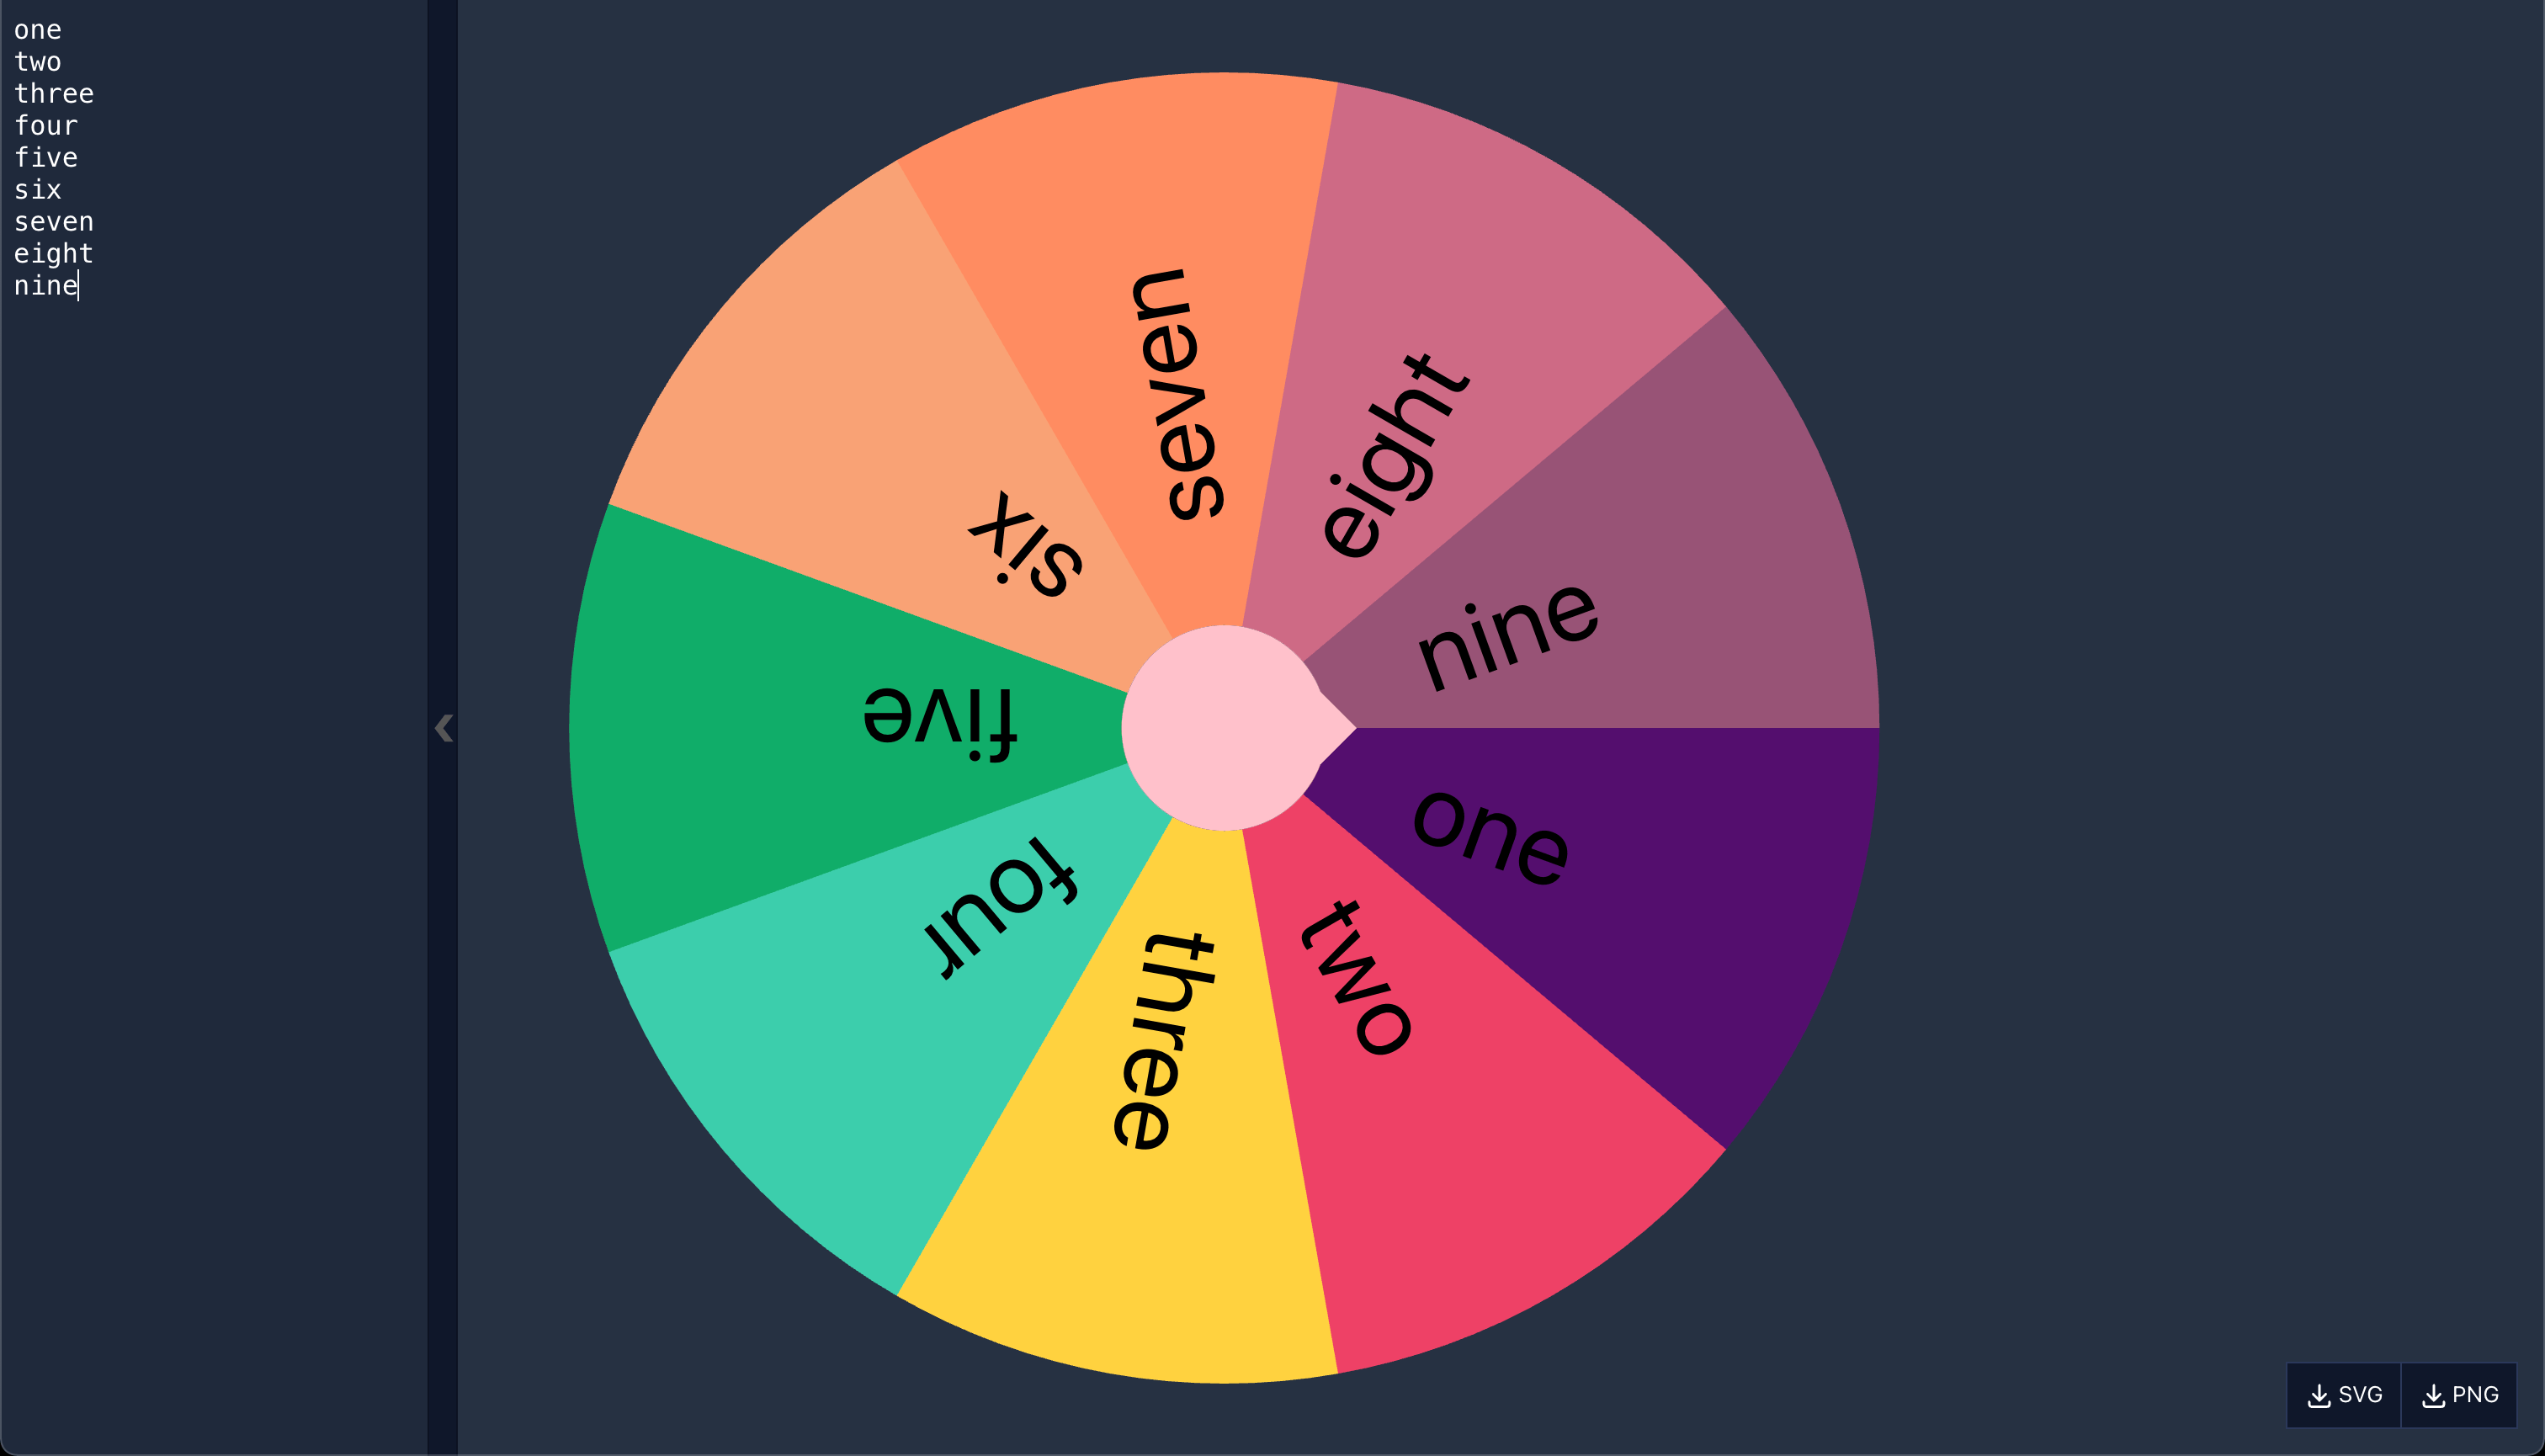 one
two
three
four
five
six
seven
eight
nine
seven
eight
six
nine
five
one
four
two
three
SVG
PNG